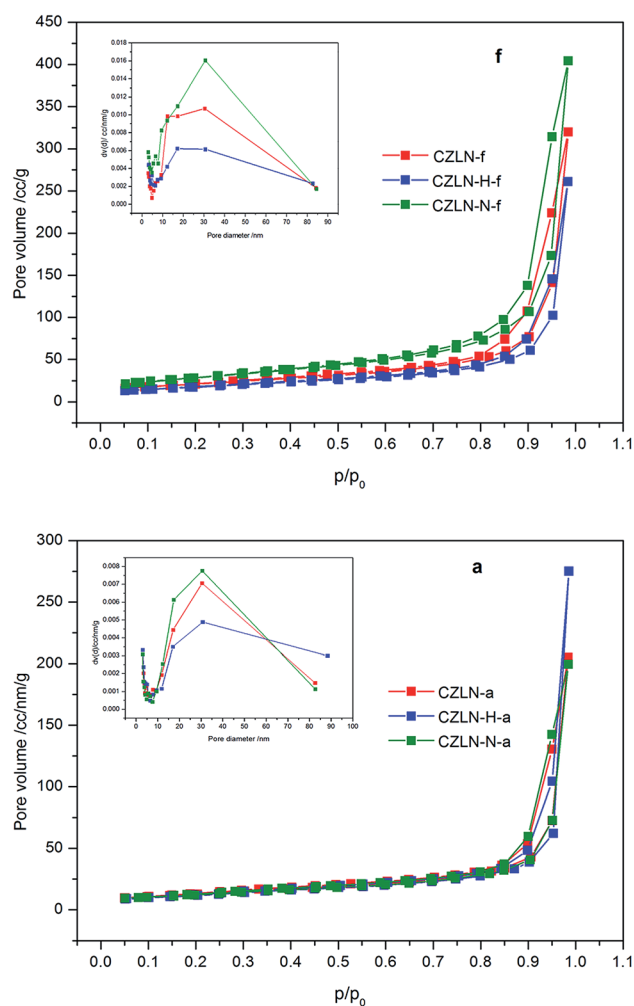 f
450
400
350
300
250
200
150
100
50
0
Pore volume /cc/g
0.0 0.1 0.2 0.3 0.4 0.5 0.6 0.7 0.8 0.9 1.0 1.1
p/p0
CZLN-f
CZLN-H-f
CZLN-N-f
0.018
0.016
0.014
0.012
0.010
0.008
0.006
0.004
0.002
0.000
dv(d)/ cc/nm/g
0 10 20 30 40 50 60 70 80 90
Pore diameter /nm
a
300
250
200
150
100
50
0
Pore volume /cc/nm/g
0.0 0.1 0.2 0.3 0.4 0.5 0.6 0.7 0.8 0.9 1.0 1.1
p/p0
CZLN-a
CZLN-H-a
CZLN-N-a
0.008
0.007
0.006
0.005
0.004
0.003
0.002
0.001
0.000
dv(d)/cc/nm/g
0 10 20 30 40 50 60 70 80 90 100
Pore diameter /nm